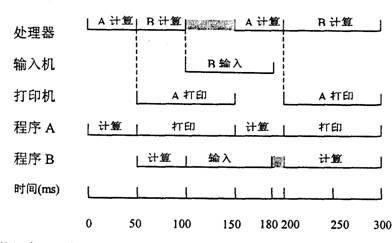 处理器 A 计算 B 计算 A 计算 B 计算
输入机 B 输入
打印机 A 打印 A 打印
程序 A 计算 打印 计算 打印
程序 B 计算 输入 计算
时间(ms)
0 50 100 150 180 200 250 300